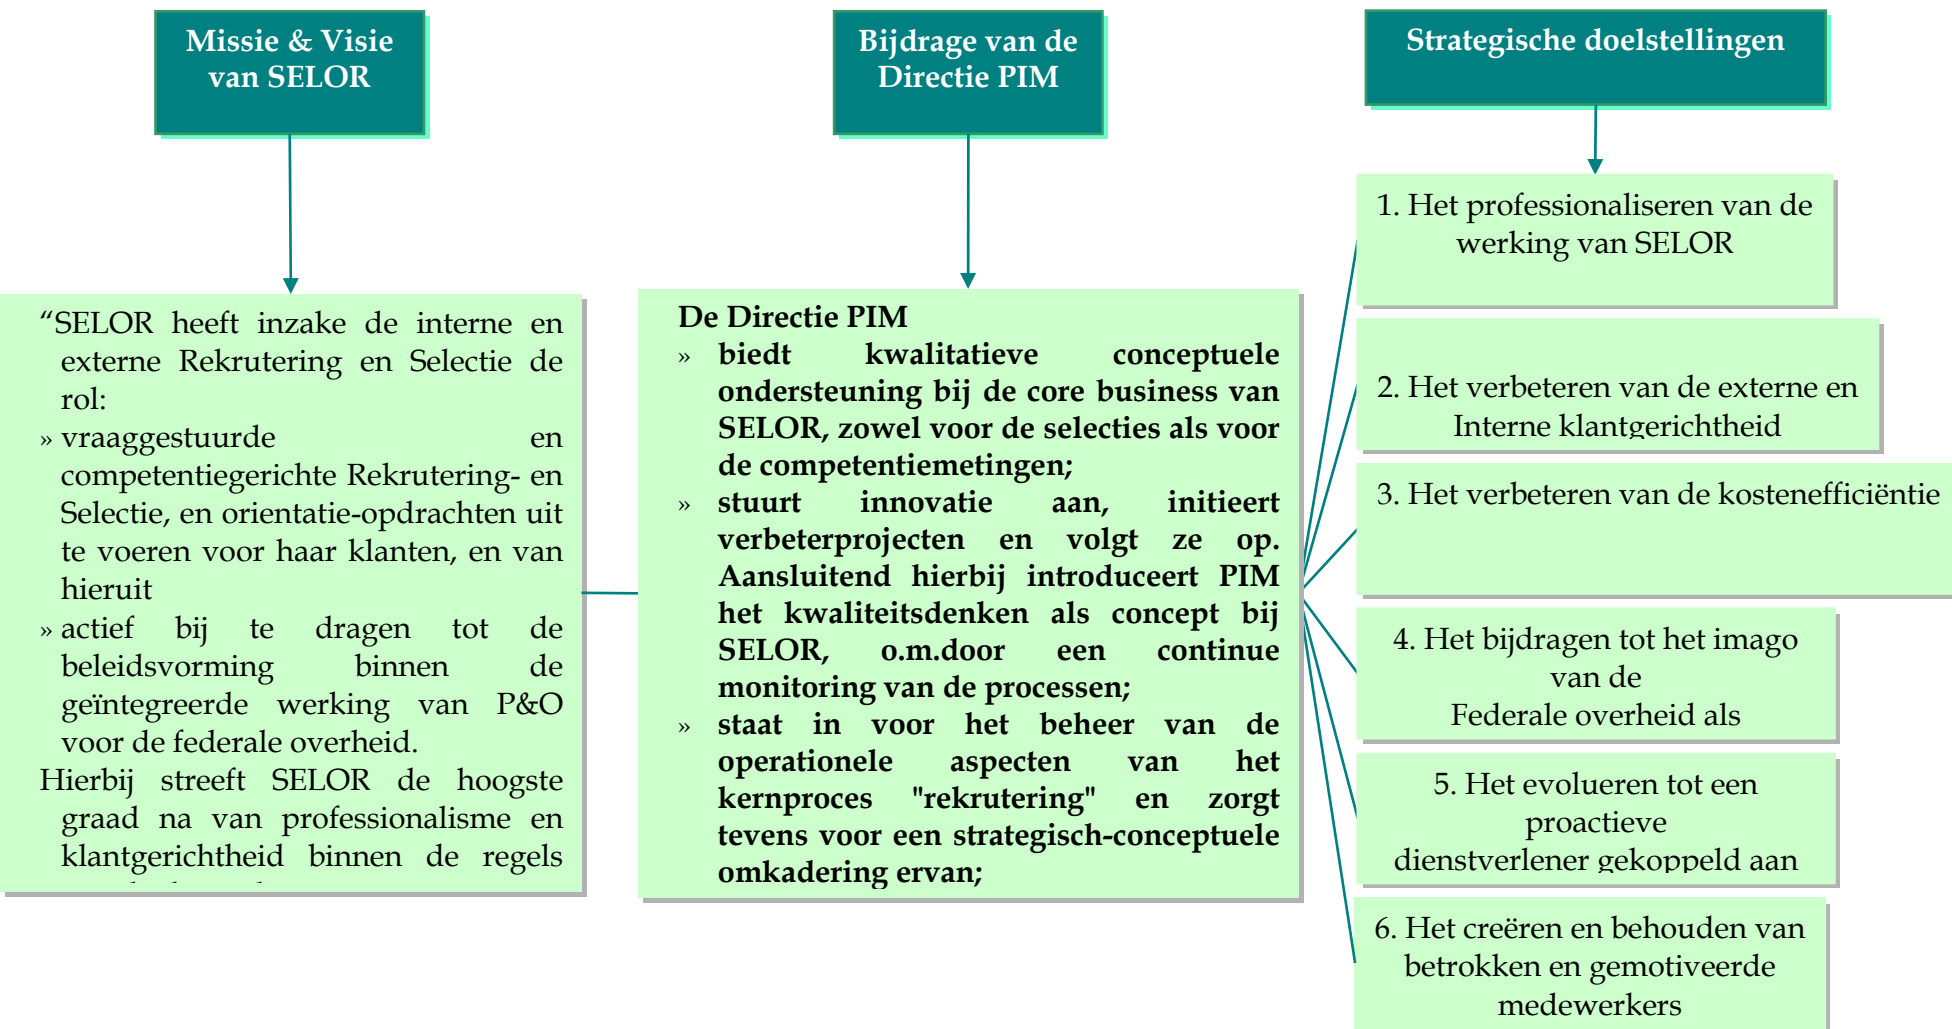 Missie & Visie
van SELOR
“SELOR heeft inzake de interne en
externe Rekrutering en Selectie de
rol:
» vraaggestuurde en
competentiegerichte Rekrutering- en
Selectie, en orientatie-opdrachten uit
te voeren voor haar klanten, en van
hieruit
» actief bij te dragen tot de
beleidsvorming binnen de
geïntegreerde werking van P&O
voor de federale overheid.
Hierbij streeft SELOR de hoogste
graad na van professionalisme en
klantgerichtheid binnen de regels
Bijdrage van de
Directie PIM
De Directie PIM
» biedt kwalitatieve conceptuele
ondersteuning bij de core business van
SELOR, zowel voor de selecties als voor
de competentiemetingen;
» stuurt innovatie aan, initieert
verbeterprojecten en volgt ze op.
Aansluitend hierbij introduceert PIM
het kwaliteitsdenken als concept bij
SELOR, o.m.door een continue
monitoring van de processen;
» staat in voor het beheer van de
operationele aspecten van het
kernproces "rekrutering" en zorgt
tevens voor een strategisch-conceptuele
omkadering ervan;
Strategische doelstellingen
1. Het professionaliseren van de
werking van SELOR
2. Het verbeteren van de externe en
Interne klantgerichtheid
3. Het verbeteren van de kostenefficiëntie
4. Het bijdragen tot het imago
van de
Federale overheid als
5. Het evolueren tot een
proactieve
dienstverlener gekoppeld aan
6. Het creëren en behouden van
betrokken en gemotiveerde
medewerkers